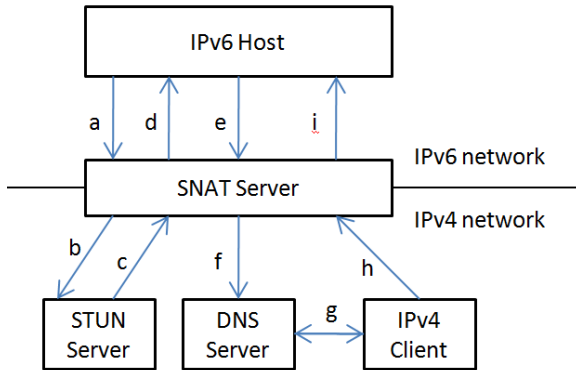 IPv6 Host
a
d
e
i
IPv6 network
SNAT Server
IPv4 network
b
c
f
h
g
STUN
Server
DNS
Server
IPv4
Client